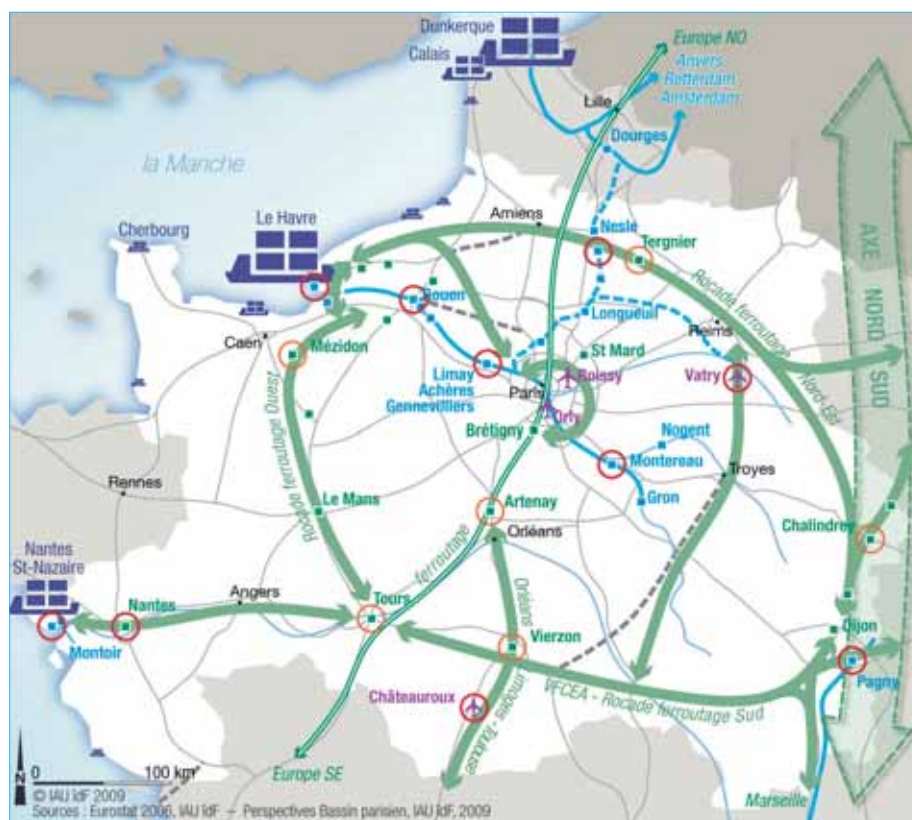 Dunkerque
Calais
Europe NO
Anvers
Rotterdam
Amsterdam
Lille
Dourges
la Manche
Cherbourg
Le Havre
Amiens
Nesle
Tergnier
AXE NORD SUD
Rouen
Caen
Mézidon
Longueuil
Reims
Rocade ferroutage Nord-Est
St Mard
Limay
Achères
Gennevilliers
Paris
Roissy
Vatry
Orly
Brétigny
Nogent
Montereau
Troyes
Gron
Rocade ferroutage Ouest
Rennes
Le Mans
Artenay
Orléans
Chalindrey
ferroutage
Nantes
St-Nazaire
Nantes
Angers
Tours
Orléans
Vierzon
Dijon
Montoir
Pagny
Châteauroux
Limoges - Toulouse
VFCEA - Rocade ferroutage Sud
Marseille
Europe SE
N
0 100 km
© IAU îdF 2009
Sources : Eurostat 2006, IAU îdF – Perspectives Bassin parisien, IAU îdF, 2009